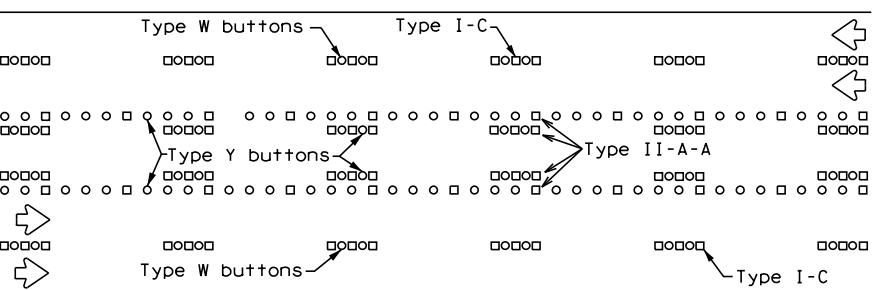 Type W buttons
Type I-C
Type Y buttons
Type II-A-A
Type W buttons
Type I-C